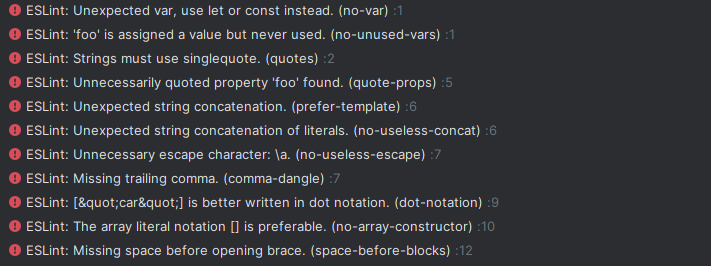 ESLint: Unexpected var, use let or const instead. (no-var) :1
ESLint: 'foo' is assigned a value but never used. (no-unused-vars) :1
ESLint: Strings must use singlequote. (quotes) :2
ESLint: Unnecessarily quoted property 'foo' found. (quote-props) :5
ESLint: Unexpected string concatenation. (prefer-template) :6
ESLint: Unexpected string concatenation of literals. (no-useless-concat) :6
ESLint: Unnecessary escape character: \a. (no-useless-escape) :7
ESLint: Missing trailing comma. (comma-dangle) :7
ESLint: [&quot;car&quot;] is better written in dot notation. (dot-notation) :9
ESLint: The array literal notation [] is preferable. (no-array-constructor) :10
ESLint: Missing space before opening brace. (space-before-blocks) :12